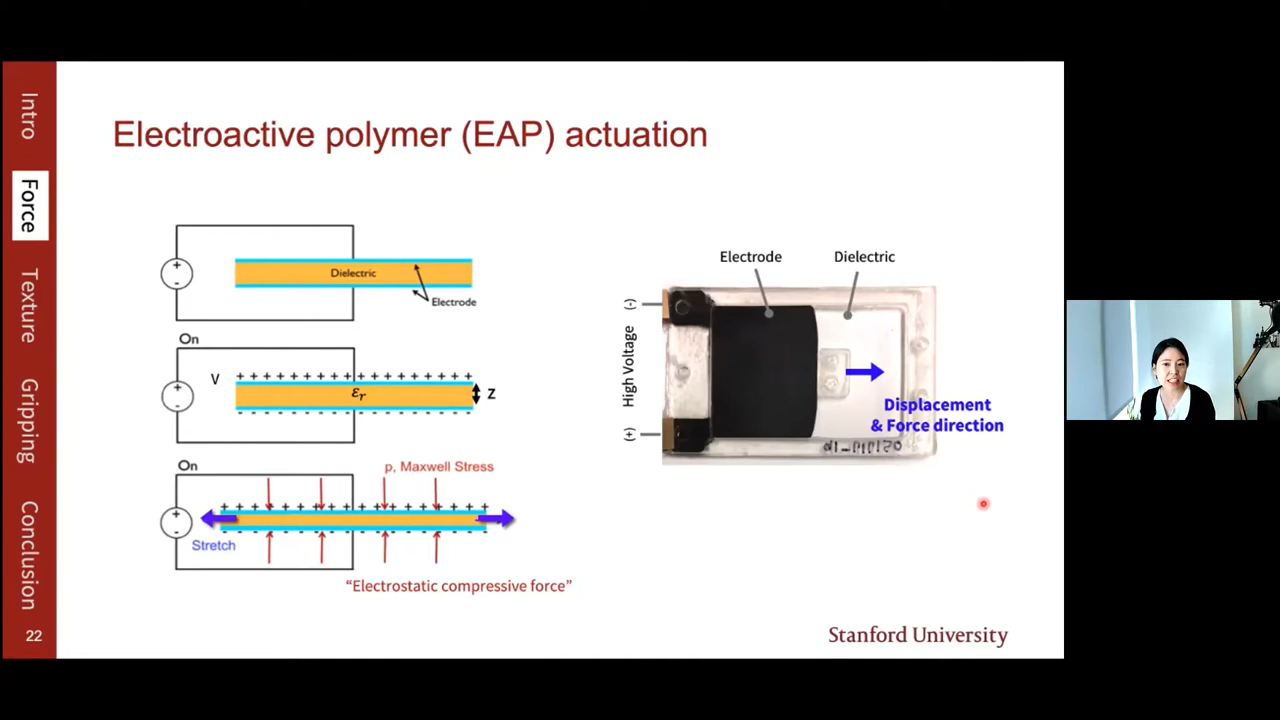 Intro
Force
Texture
Gripping
Conclusion
22
Electroactive polymer (EAP) actuation
+
-
Dielectric
Electrode
On
V
+ + + + + + + + + + + + + + + + + + + +
+
-
εr
Z
On
p, Maxwell Stress
+
-
Stretch
"Electrostatic compressive force"
Electrode
Dielectric
(-)
High Voltage
(+)
Displacement
& Force direction
Stanford University